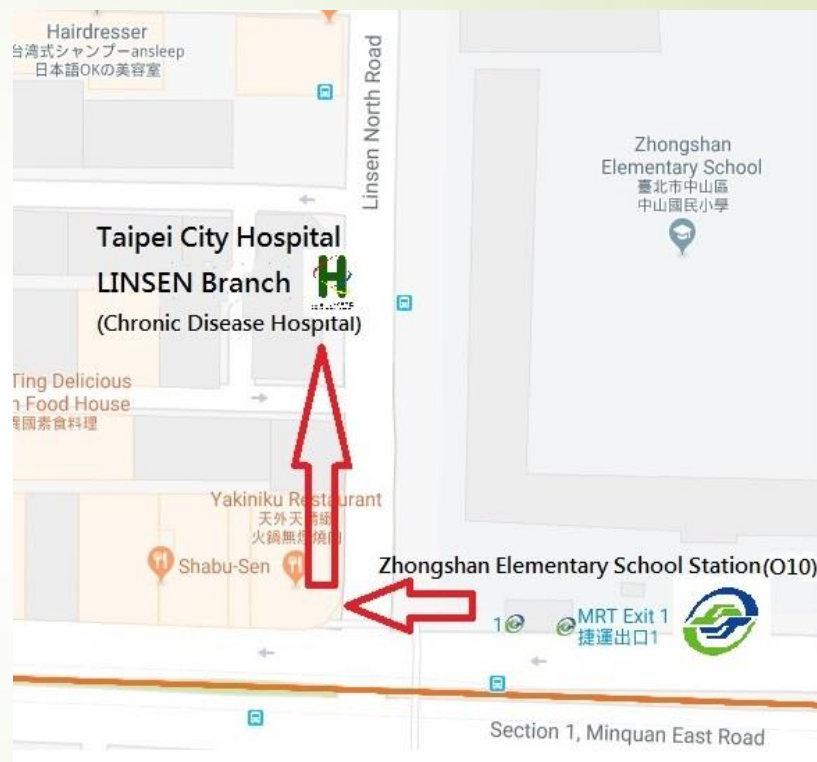 Hairdresser
台湾式シャンプーansleep
日本語OKの美容室
Linsen North Road
Zhongshan
Elementary School
臺北市中山區
中山國民小學
Taipei City Hospital
LINSEN Branch
(Chronic Disease Hospital)
Ting Delicious
n Food House
異國素食料理
Yakiniku Restaurant
天外天精緻
火鍋無煙燒肉
Shabu-Sen
Zhongshan Elementary School Station(O10)
1
MRT Exit 1
捷運出口1
Section 1, Minquan East Road